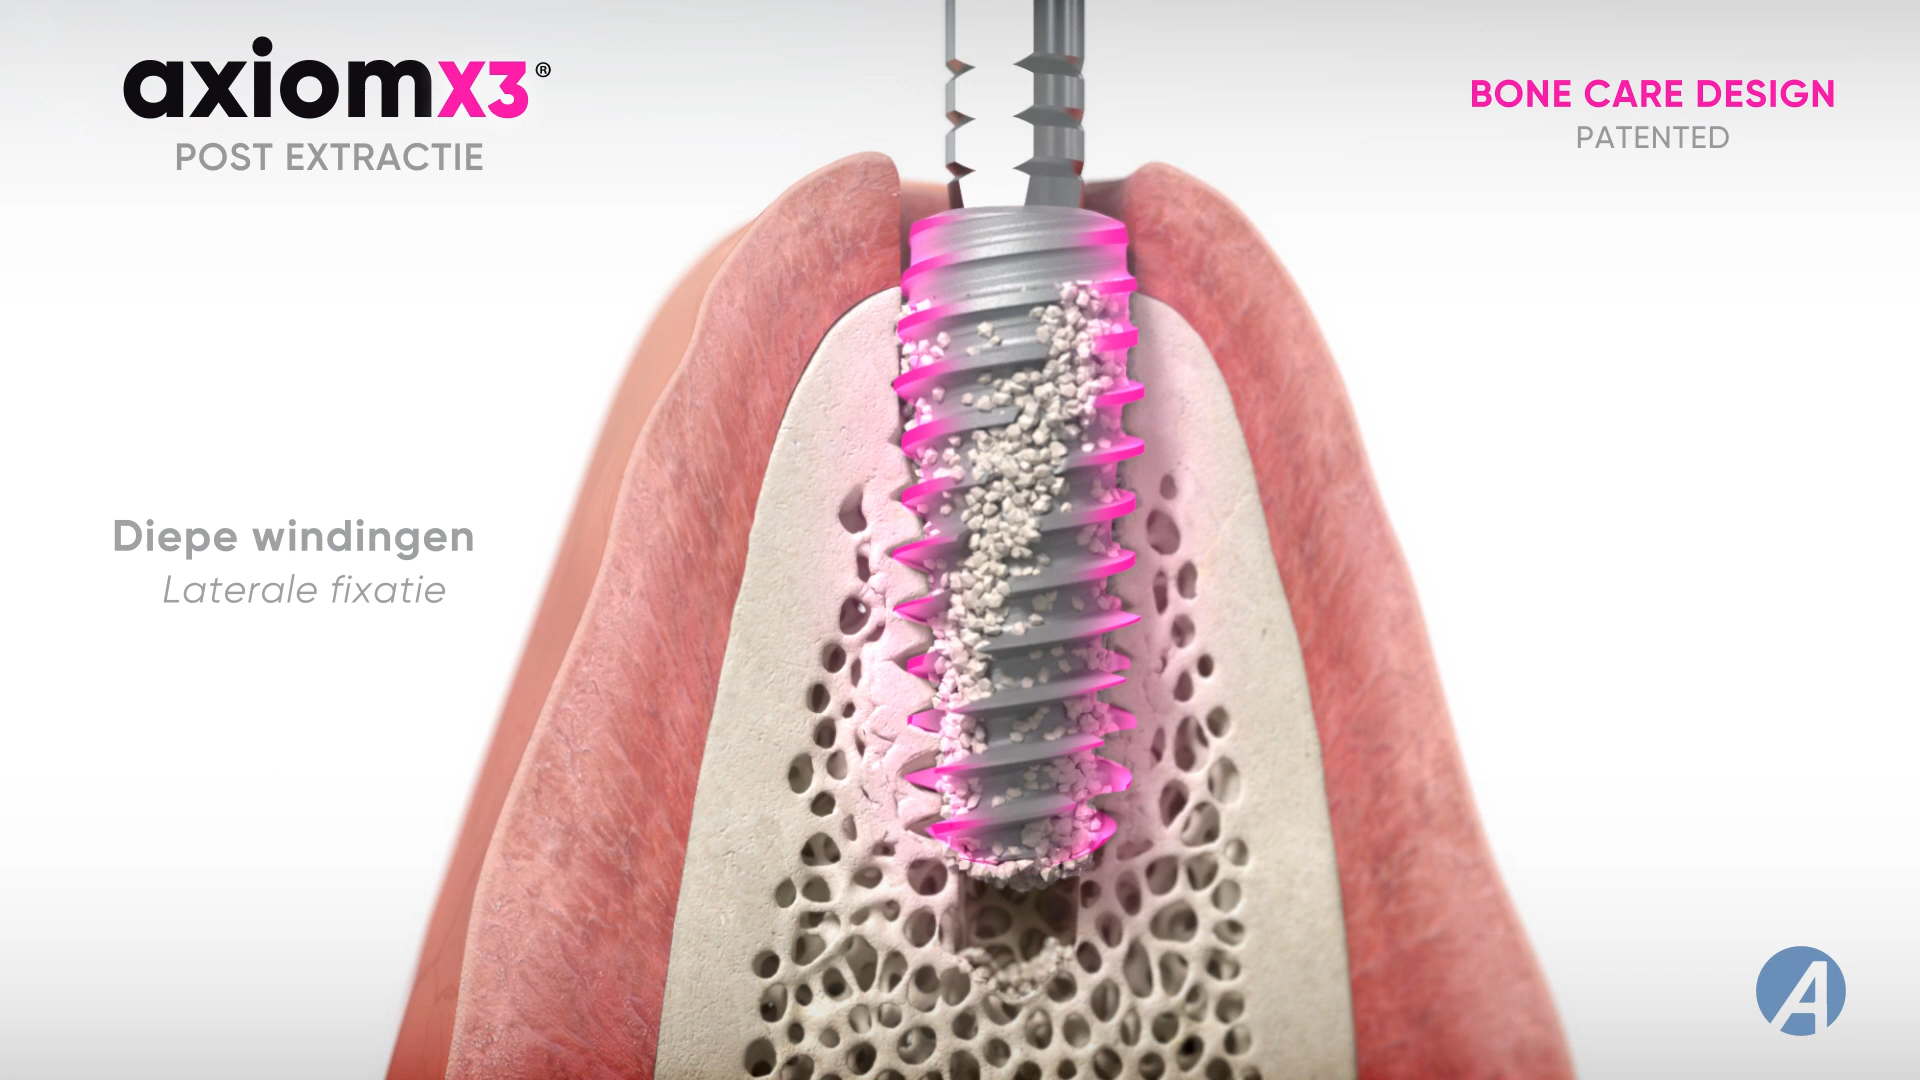 axiomx3®
POST EXTRACTIE
BONE CARE DESIGN
PATENTED
Diepe windingen
Laterale fixatie
A